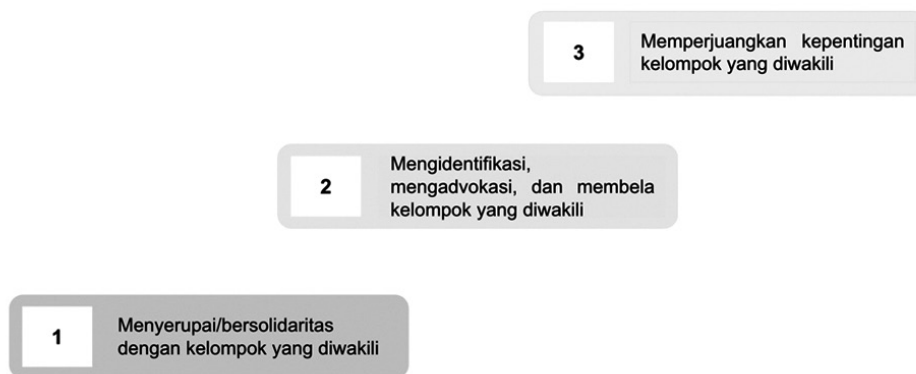 3
Memperjuangkan kepentingan
kelompok yang diwakili
2
Mengidentifikasi,
mengadvokasi, dan membela
kelompok yang diwakili
1
Menyerupai/bersolidaritas
dengan kelompok yang diwakili